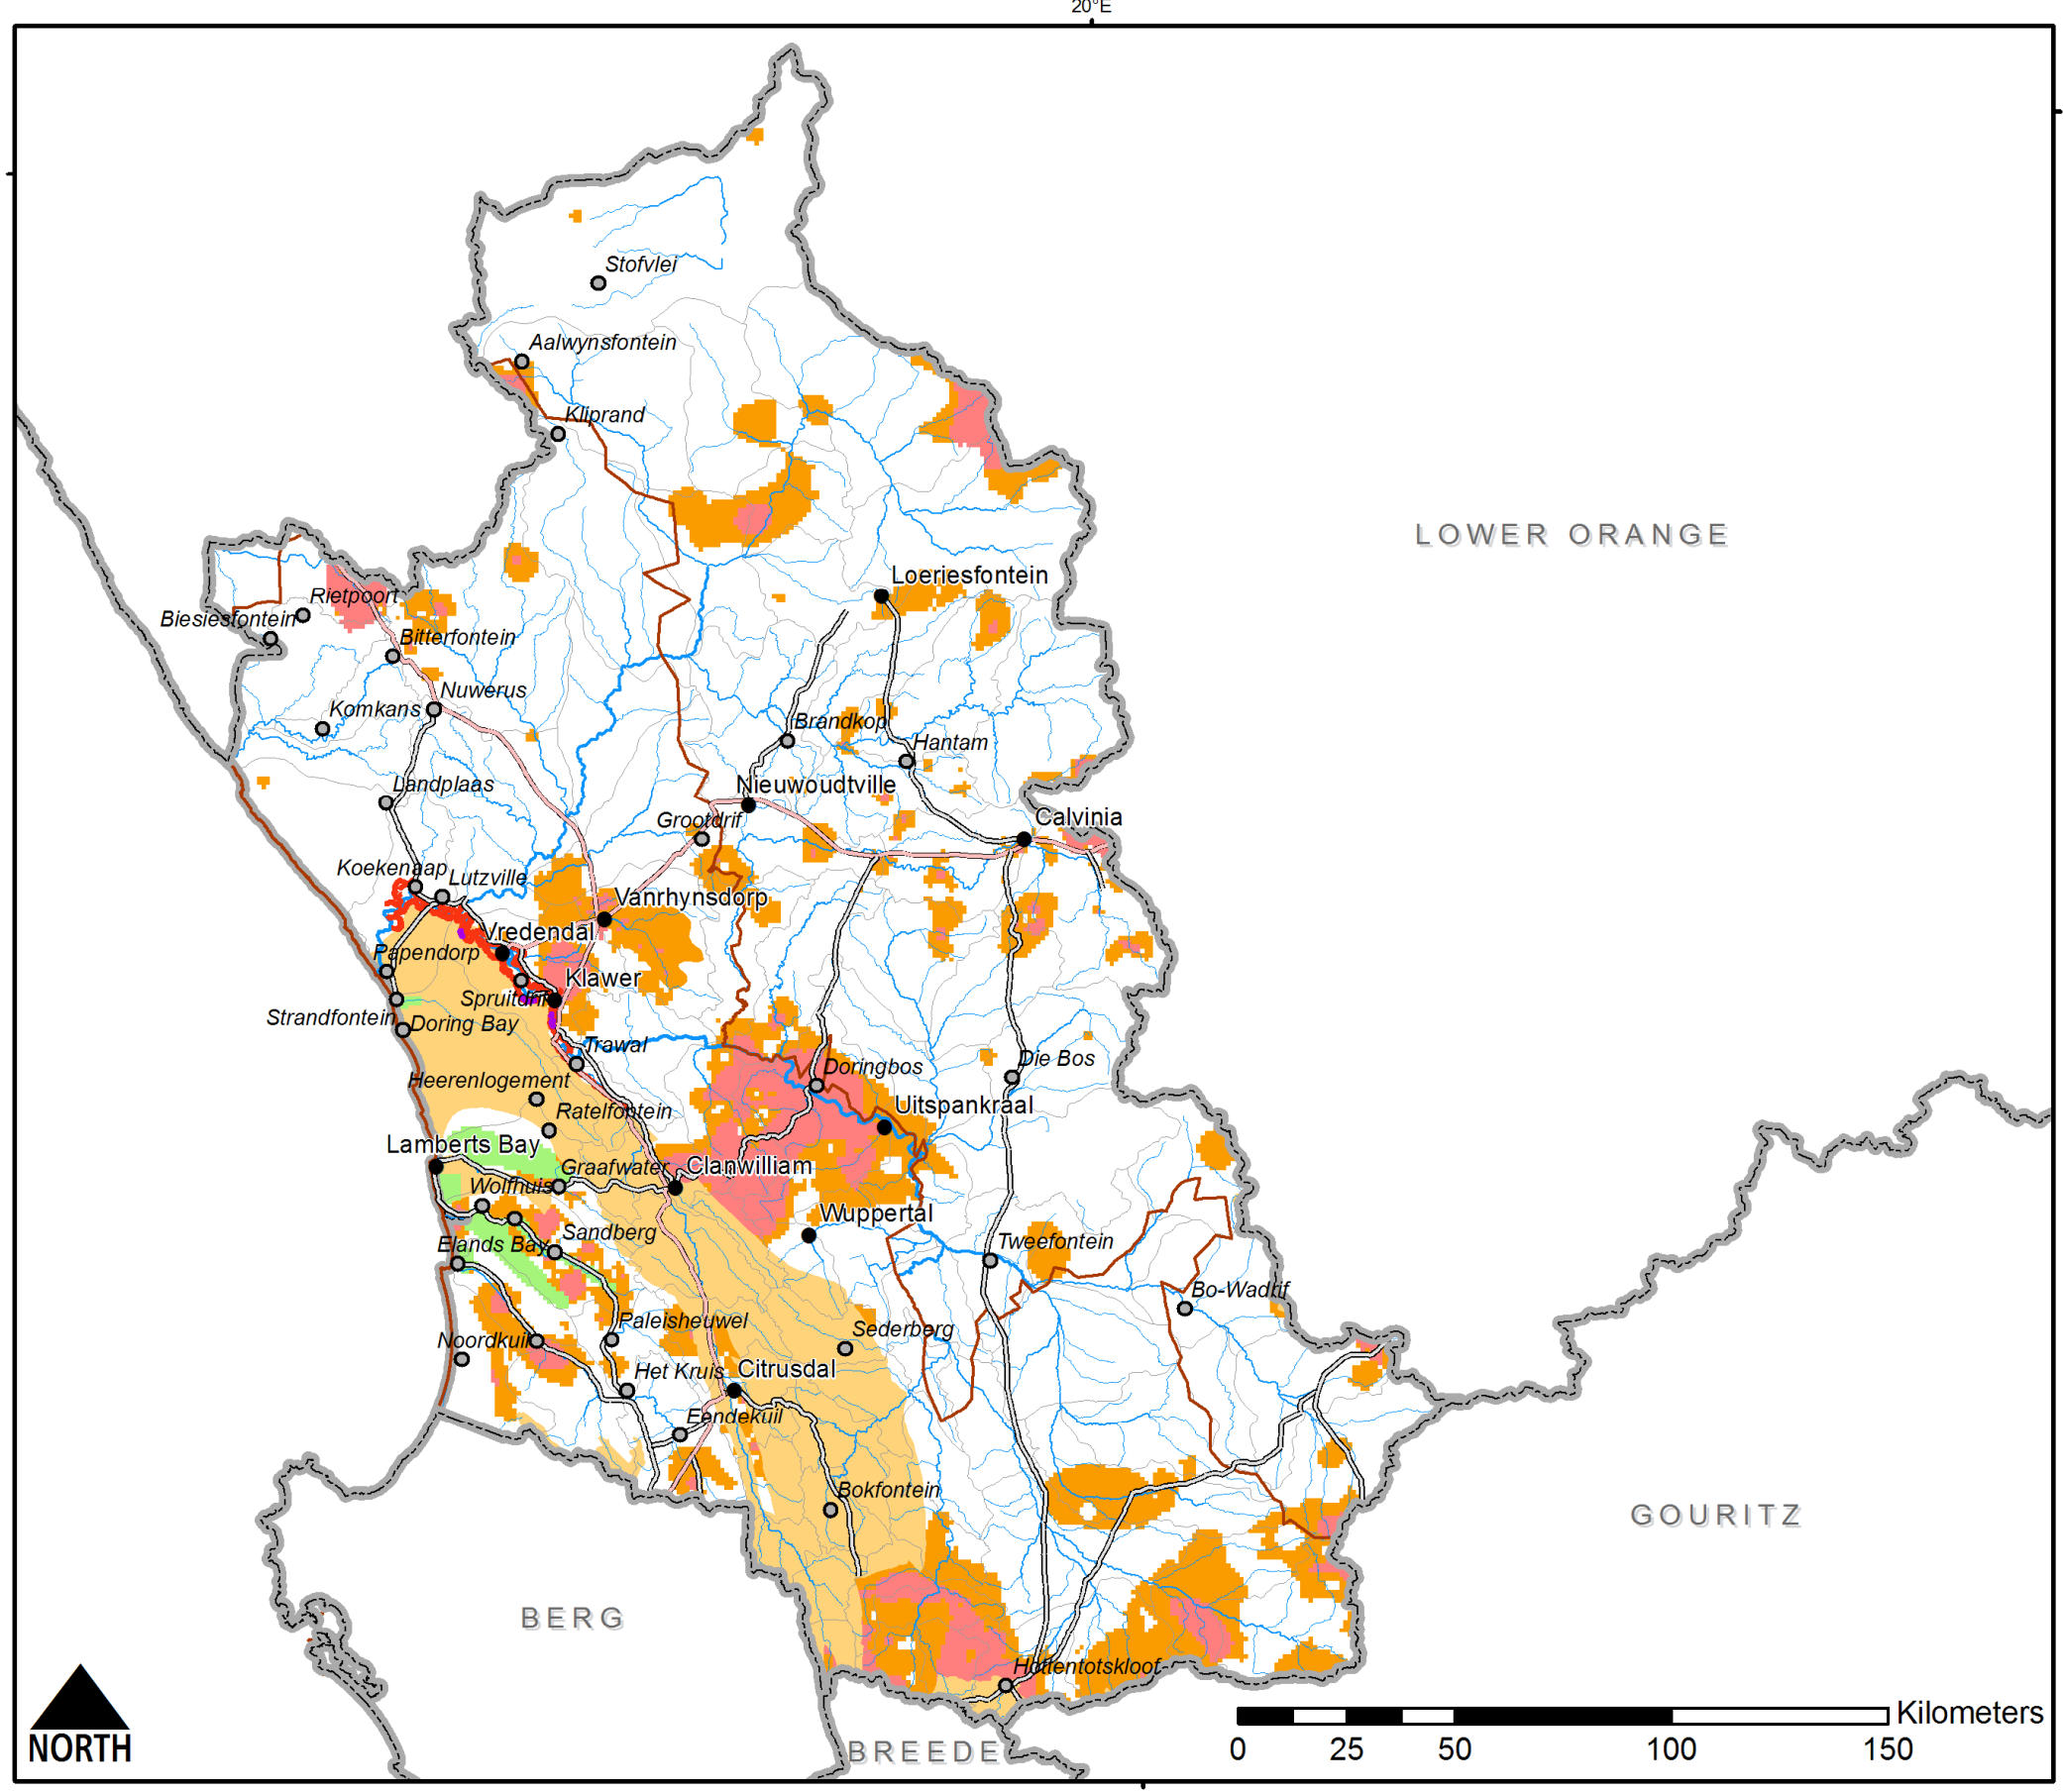 20°E
Stofvlei
Aalwynsfontein
Kliprand
LOWER ORANGE
Loeriesfontein
Rietpoort
Biesiesfontein
Bitterfontein
Nuwerus
Komkans
Brandkop
Hantam
Landplaas
Nieuwoudtville
Grootdrif
Calvinia
Koekenaap
Lutzville
Vanrhynsdorp
Vredendal
Papendorp
Klawer
Spruitdrift
Strandfontein
Doring Bay
Trawal
Die Bos
Doringbos
Heerenlogement
Uitspankraal
Ratelfontein
Lamberts Bay
Graafwater
Clanwilliam
Wolfhuis
Wuppertal
Sandberg
Elands Bay
Tweefontein
Bo-Wadrif
Paleisheuwel
Sederberg
Noordkuil
Het Kruis
Citrusdal
Eendekuil
Bokfontein
GOURITZ
BERG
Hottentotskloof
NORTH
BREEDE
Kilometers
0 25 50 100 150